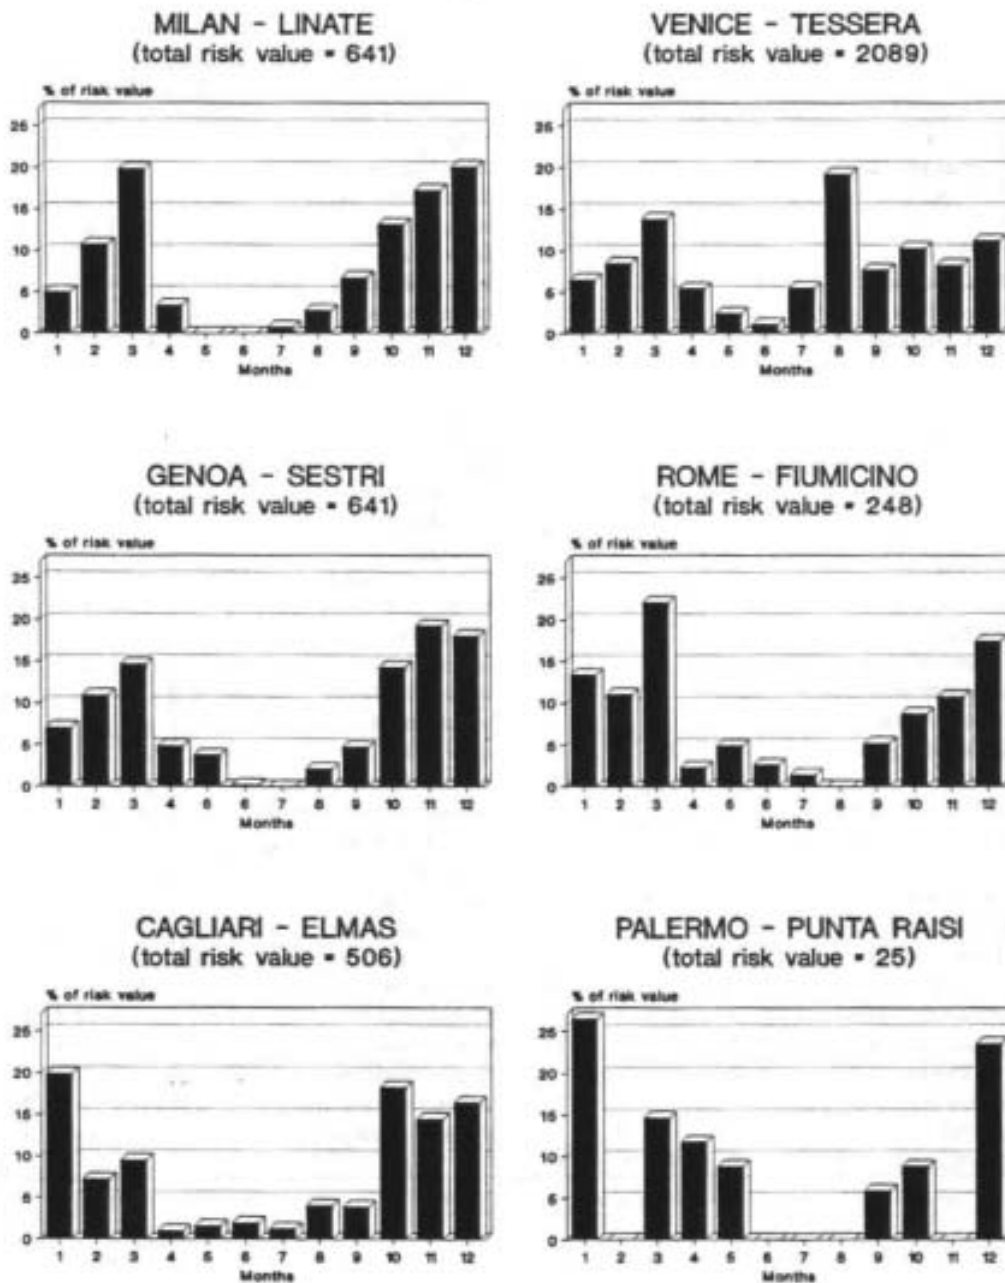 MILAN - LINATE
(total risk value = 641)
% of risk value
25
20
15
10
5
0
1 2 3 4 5 6 7 8 9 10 11 12
Months
VENICE - TESSERA
(total risk value = 2089)
% of risk value
25
20
15
10
5
0
1 2 3 4 5 6 7 8 9 10 11 12
Months
GENOA - SESTRI
(total risk value = 641)
% of risk value
25
20
15
10
5
0
1 2 3 4 5 6 7 8 9 10 11 12
Months
ROME - FIUMICINO
(total risk value = 248)
% of risk value
25
20
15
10
5
0
1 2 3 4 5 6 7 8 9 10 11 12
Months
CAGLIARI - ELMAS
(total risk value = 506)
% of risk value
25
20
15
10
5
0
1 2 3 4 5 6 7 8 9 10 11 12
Months
PALERMO - PUNTA RAISI
(total risk value = 25)
% of risk value
25
20
15
10
5
0
1 2 3 4 5 6 7 8 9 10 11 12
Months